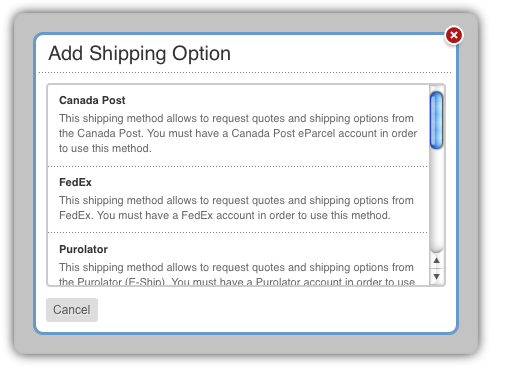 Add Shipping Option
Canada Post
This shipping method allows to request quotes and shipping options from
the Canada Post. You must have a Canada Post eParcel account in order
to use this method.
FedEx
This shipping method allows to request quotes and shipping options from
FedEx. You must have a FedEx account in order to use this method.
Purolator
This shipping method allows to request quotes and shipping options from
the Purolator (E-Ship). You must have a Purolator account in order to use
Cancel